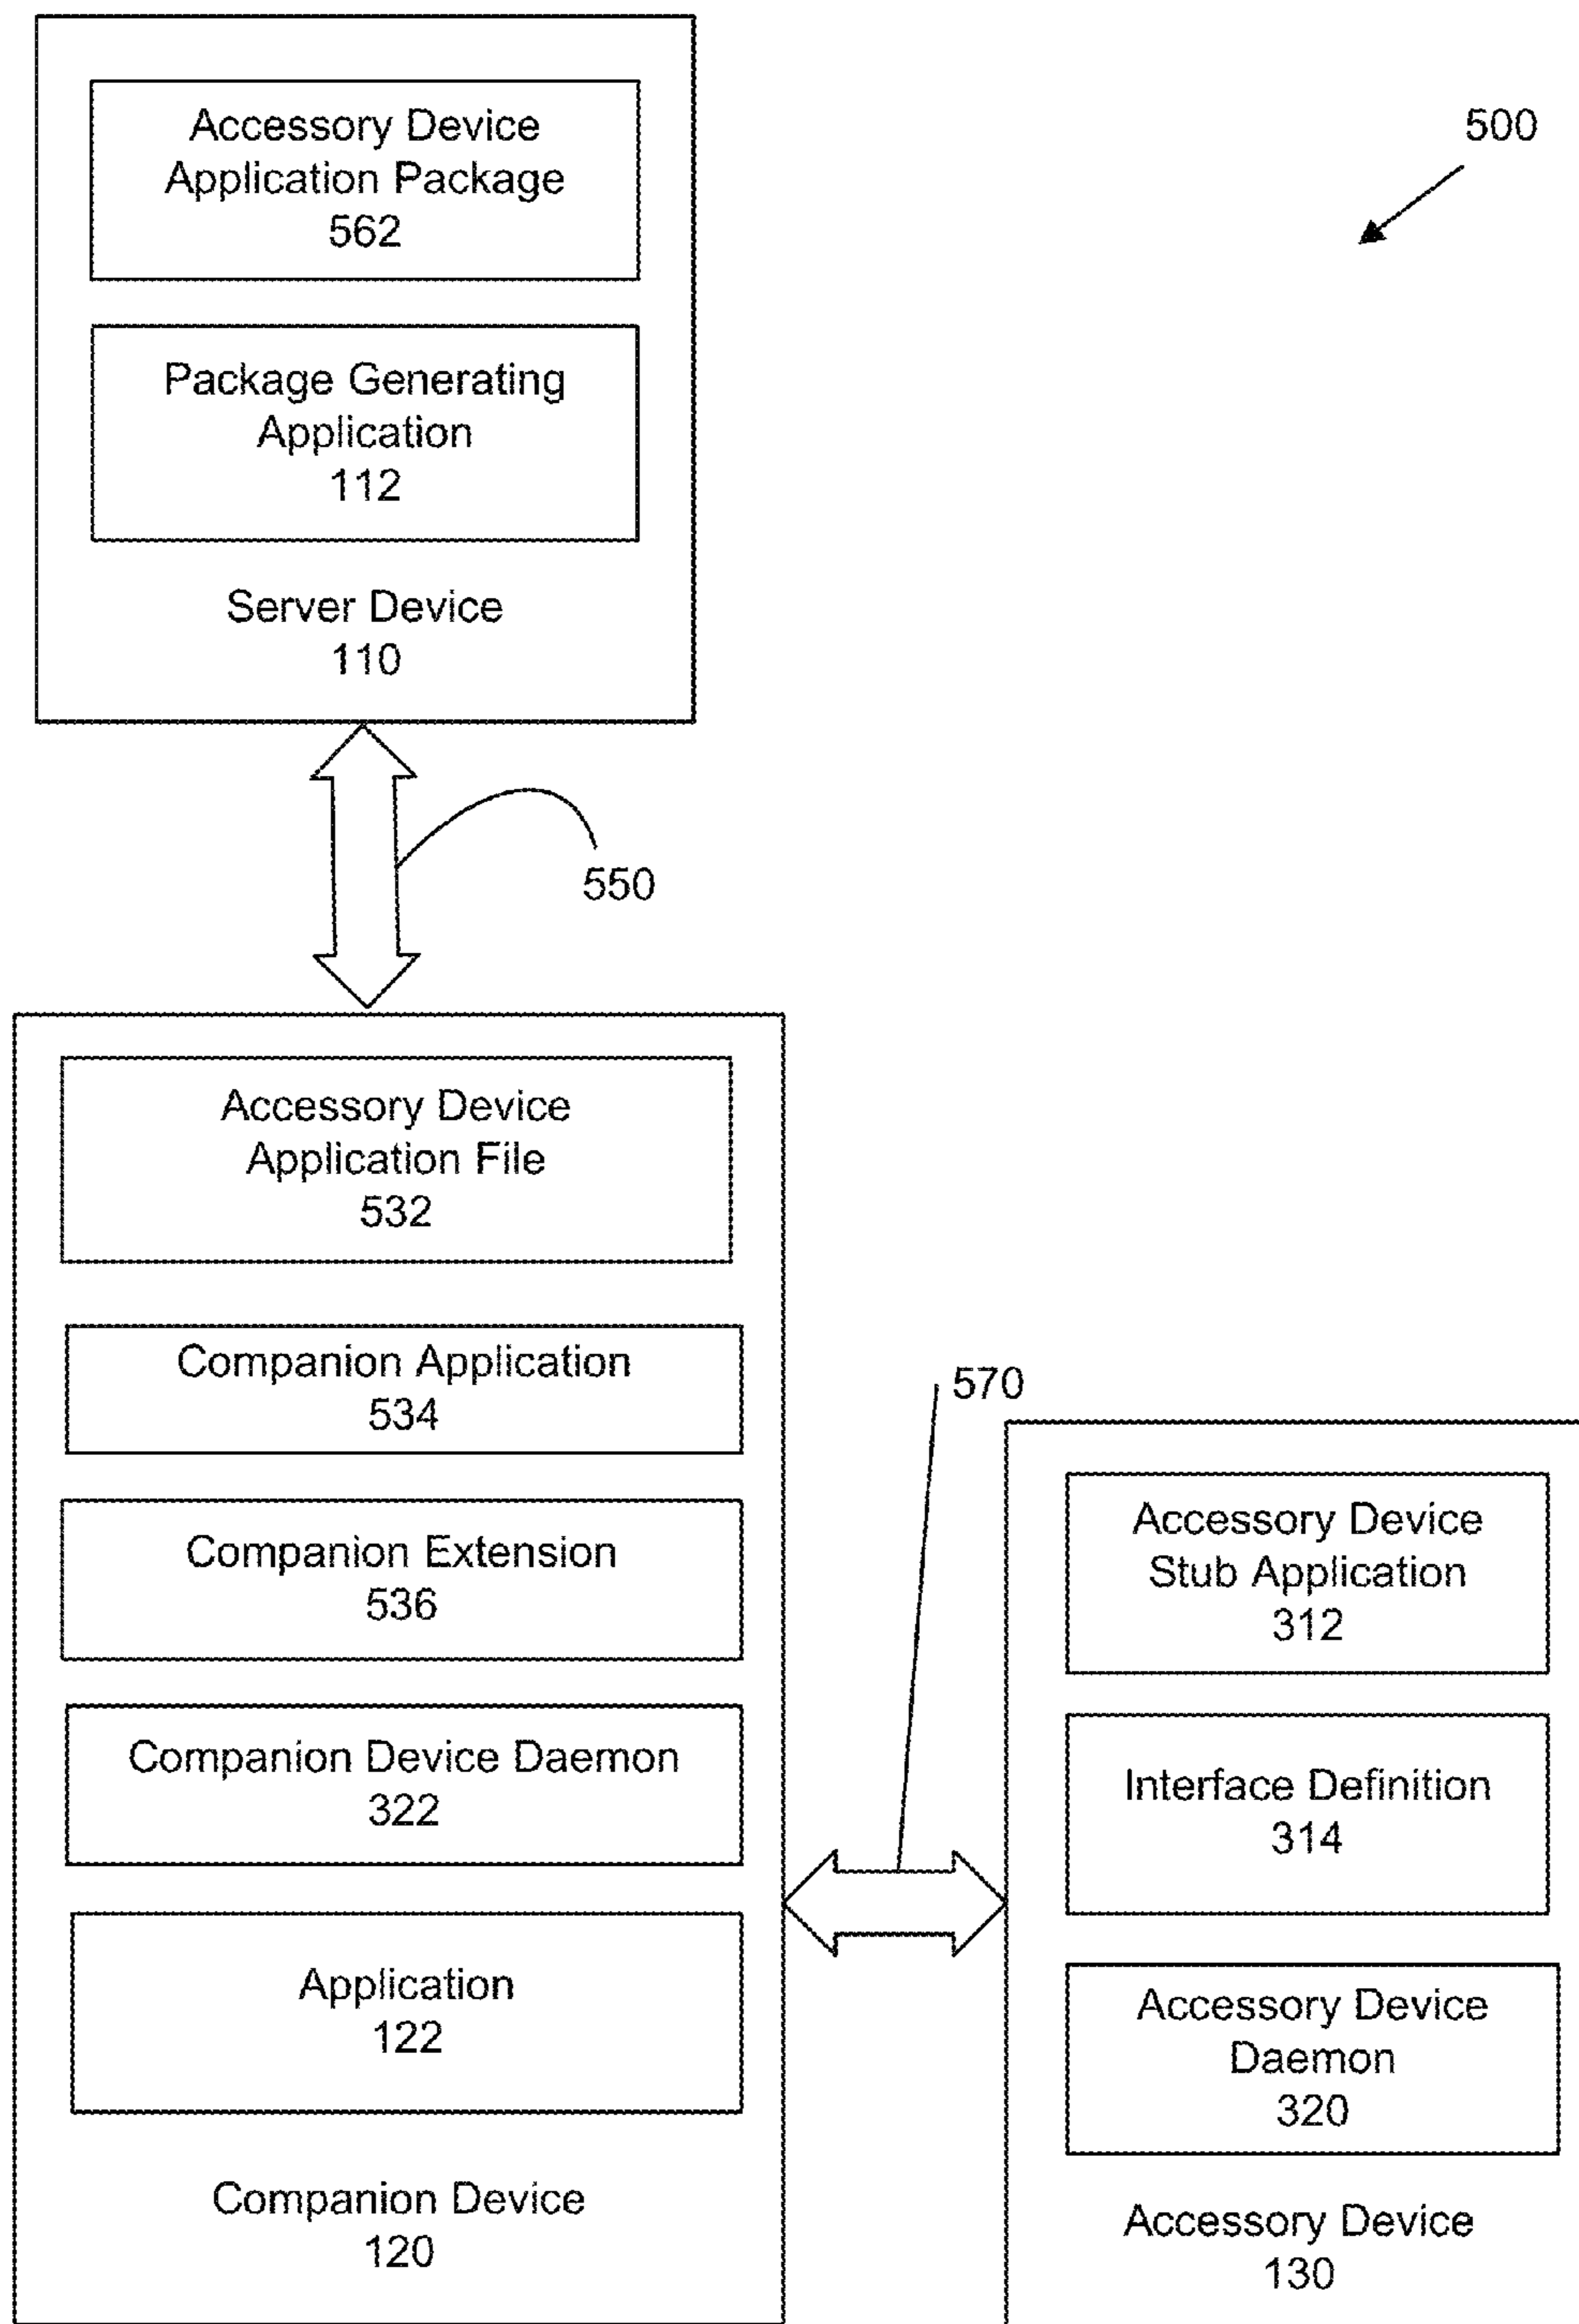 Accessory Device
Application Package
562
500
Package Generating
Application
112
Server Device
110
550
Accessory Device
Application File
532
Companion Application
534
570
Companion Extension
536
Accessory Device
Stub Application
312
Companion Device Daemon
322
Interface Definition
314
Application
122
Accessory Device
Daemon
320
Companion Device
120
Accessory Device
130